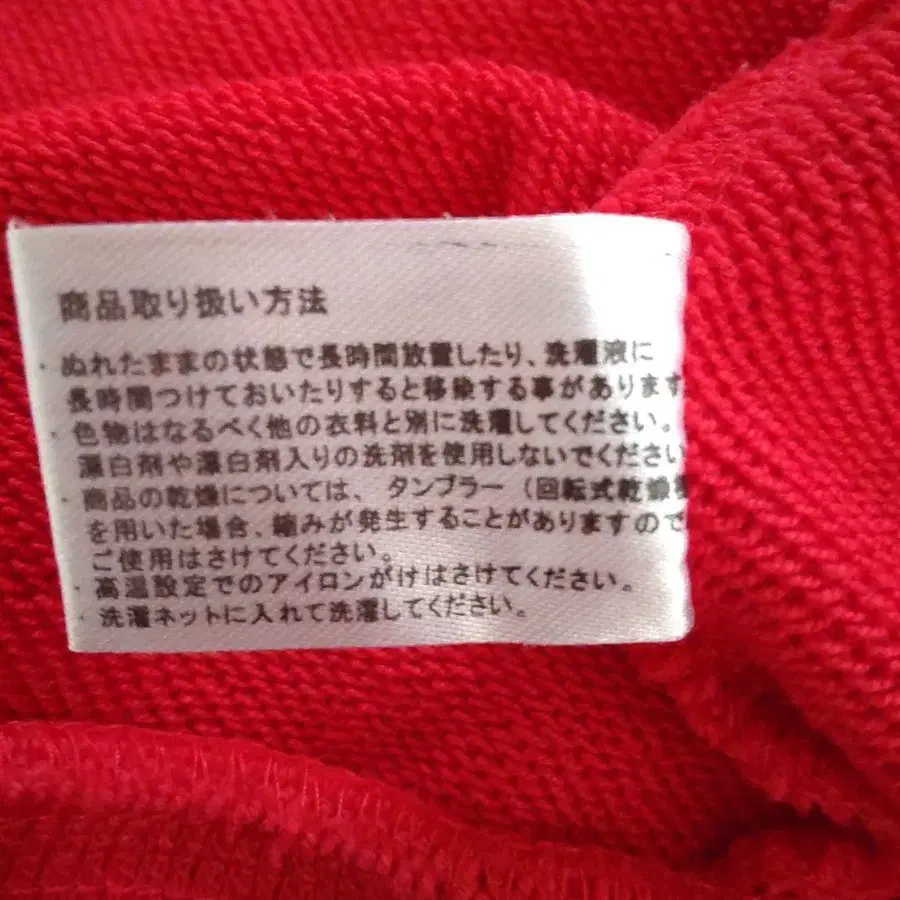 商品取り扱い方法
・ぬれたままの状態で長時間放置したり、洗濯液に
長時間つけておいたりすると移染する事があります
・色物はなるべく他の衣料と別に洗濯してください。
漂白剤や漂白剤入りの洗剤を使用しないでください
・商品の乾燥については、タンブラー（回転式乾燥
を用いた場合、縮みが発生することがありますので
ご使用はさけてください。
・高温設定でのアイロンがけはさけてください。
・洗濯ネットに入れて洗濯してください。